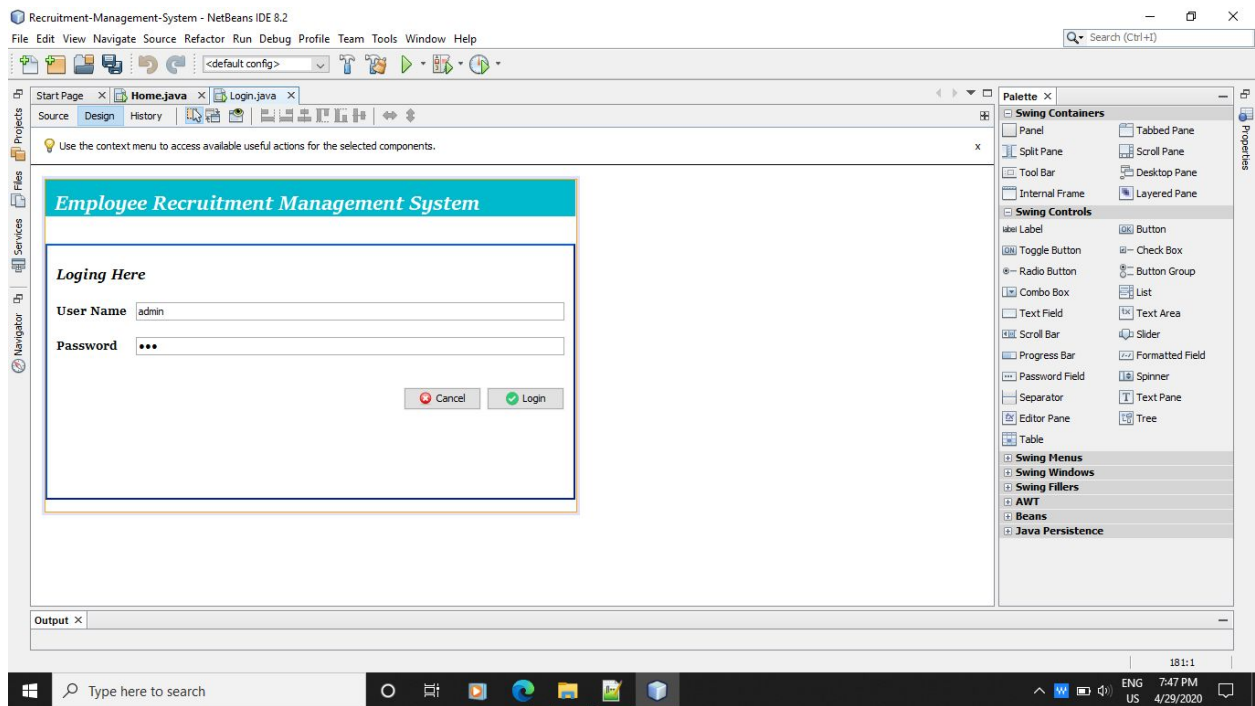 Recruitment-Management-System - NetBeans IDE 8.2
File Edit View Navigate Source Refactor Run Debug Profile Team Tools Window Help
Search (Ctrl+I)
<default config>
Start Page Home.java Login.java
Source Design History
Use the context menu to access available useful actions for the selected components.
Projects
Files
Services
Navigator
Employee Recruitment Management System
Loging Here
User Name admin
Password
Cancel Login
Palette
Swing Containers
Panel Tabbed Pane
Split Pane Scroll Pane
Tool Bar Desktop Pane
Internal Frame Layered Pane
Swing Controls
label Label OK Button
ON Toggle Button Check Box
Radio Button Button Group
Combo Box List
Text Field Text Area
Scroll Bar Slider
Progress Bar Formatted Field
Password Field Spinner
Separator T Text Pane
Editor Pane Tree
Table
Swing Menus
Swing Windows
Swing Fillers
AWT
Beans
Java Persistence
Properties
Output
181:1
Type here to search
W
ENG
US
7:47 PM
4/29/2020